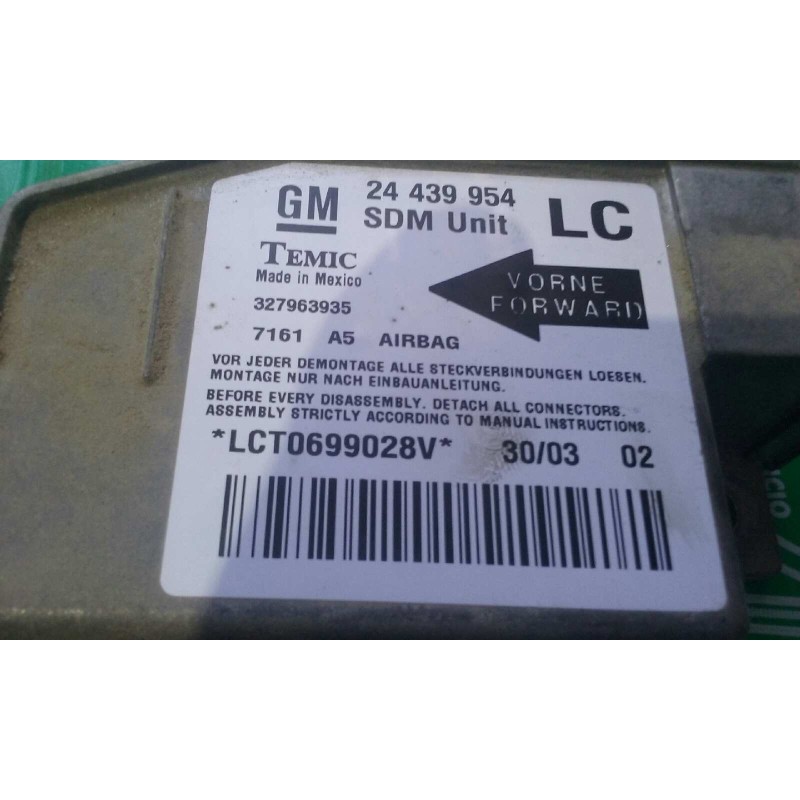 GM 24 439 954
SDM Unit LC
TEMIC
Made in Mexico
VORNE
FORWARD
327963935
7161 A5 AIRBAG
VOR JEDER DEMONTAGE ALLE STECKVERBINDUNGEN LOESEN.
MONTAGE NUR NACH EINBAUANLEITUNG.
BEFORE EVERY DISASSEMBLY. DETACH ALL CONNECTORS.
ASSEMBLY STRICTLY ACCORDING TO MANUAL INSTRUCTIONS.
*LCT0699028V* 30/03 02